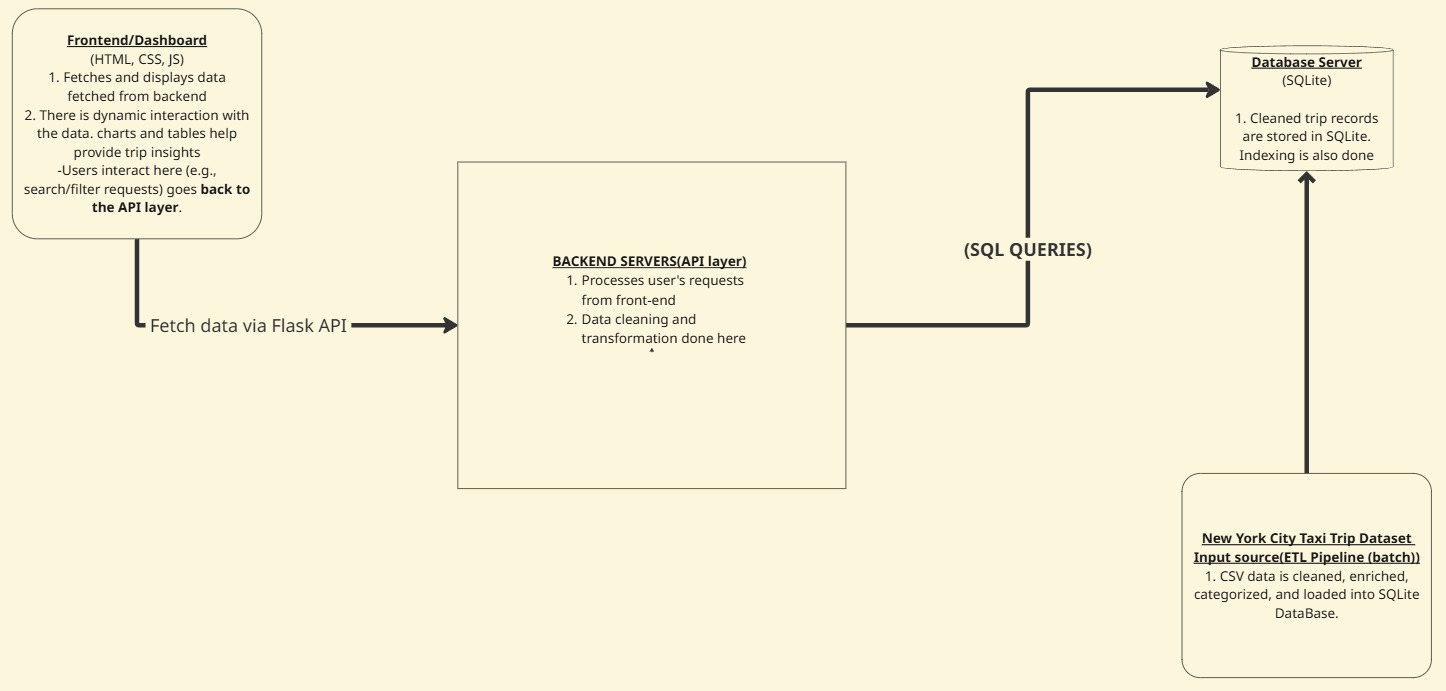 Frontend/Dashboard
(HTML, CSS, JS)
1. Fetches and displays data
fetched from backend
2. There is dynamic interaction with
the data. charts and tables help
provide trip insights
-Users interact here (e.g.,
search/filter requests) goes back to
the API layer.
Fetch data via Flask API
BACKEND SERVERS(API layer)
1. Processes user's requests
from front-end
2. Data cleaning and
transformation done here
(SQL QUERIES)
Database Server
(SQLite)
1. Cleaned trip records
are stored in SQLite.
Indexing is also done
New York City Taxi Trip Dataset
Input source(ETL Pipeline (batch))
1. CSV data is cleaned, enriched,
categorized, and loaded into SQLite
DataBase.